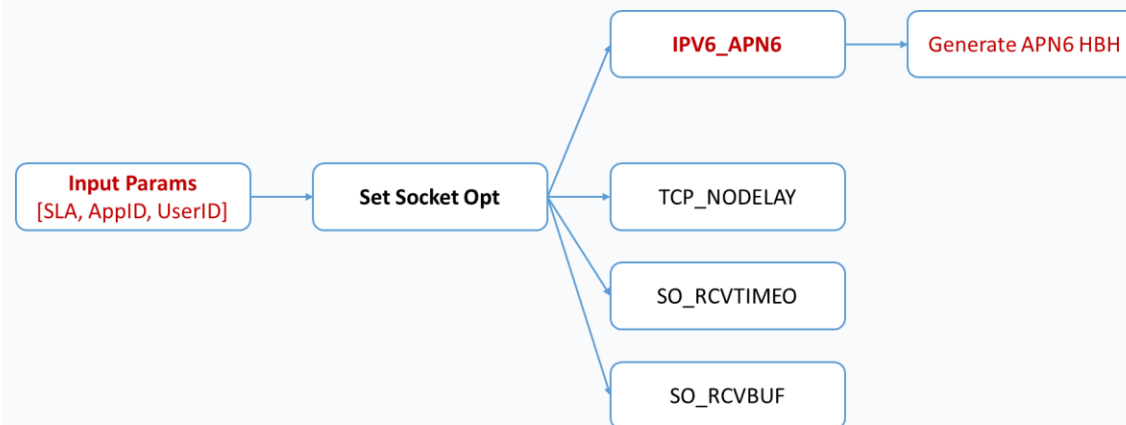 IPV6_APN6
Generate APN6 HBH
Input Params
[SLA, AppID, UserID]
Set Socket Opt
TCP_NODELAY
SO_RCVTIMEO
SO_RCVBUF